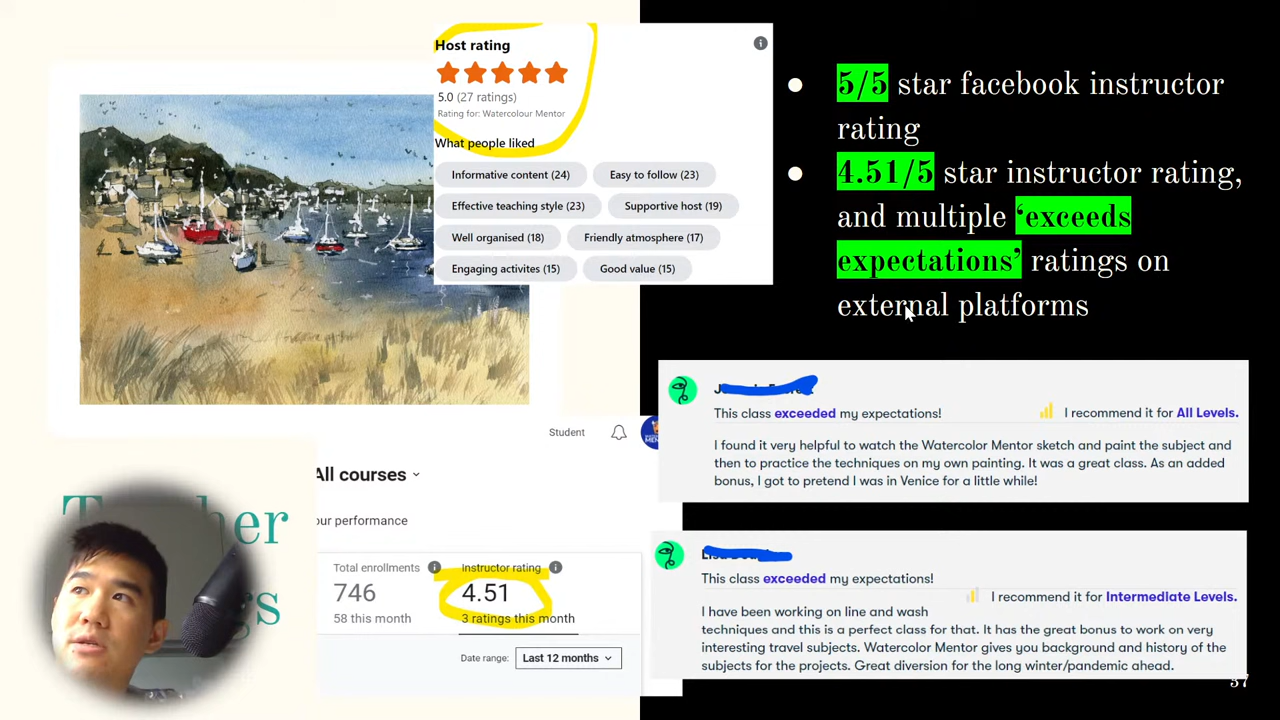 Host rating
5.0 (27 ratings)
Rating for: Watercolour Mentor
What people liked
Informative content (24)
Easy to follow (23)
Effective teaching style (23)
Supportive host (19)
Well organised (18)
Friendly atmosphere (17)
Engaging activites (15)
Good value (15)
● 5/5 star facebook instructor
rating
● 4.51/5 star instructor rating,
and multiple ‘exceeds
expectations’ ratings on
external platforms
This class exceeded my expectations!
I recommend it for All Levels.
I found it very helpful to watch the Watercolor Mentor sketch and paint the subject and
then to practice the techniques on my own painting. It was a great class. As an added
bonus, I got to pretend I was in Venice for a little while!
Student
All courses
our performance
Total enrollments
746
58 this month
Instructor rating
4.51
3 ratings this month
Date range:
Last 12 months
This class exceeded my expectations!
I recommend it for Intermediate Levels.
I have been working on line and wash
techniques and this is a perfect class for that. It has the great bonus to work on very
interesting travel subjects. Watercolor Mentor gives you background and history of the
subjects for the projects. Great diversion for the long winter/pandemic ahead.
37